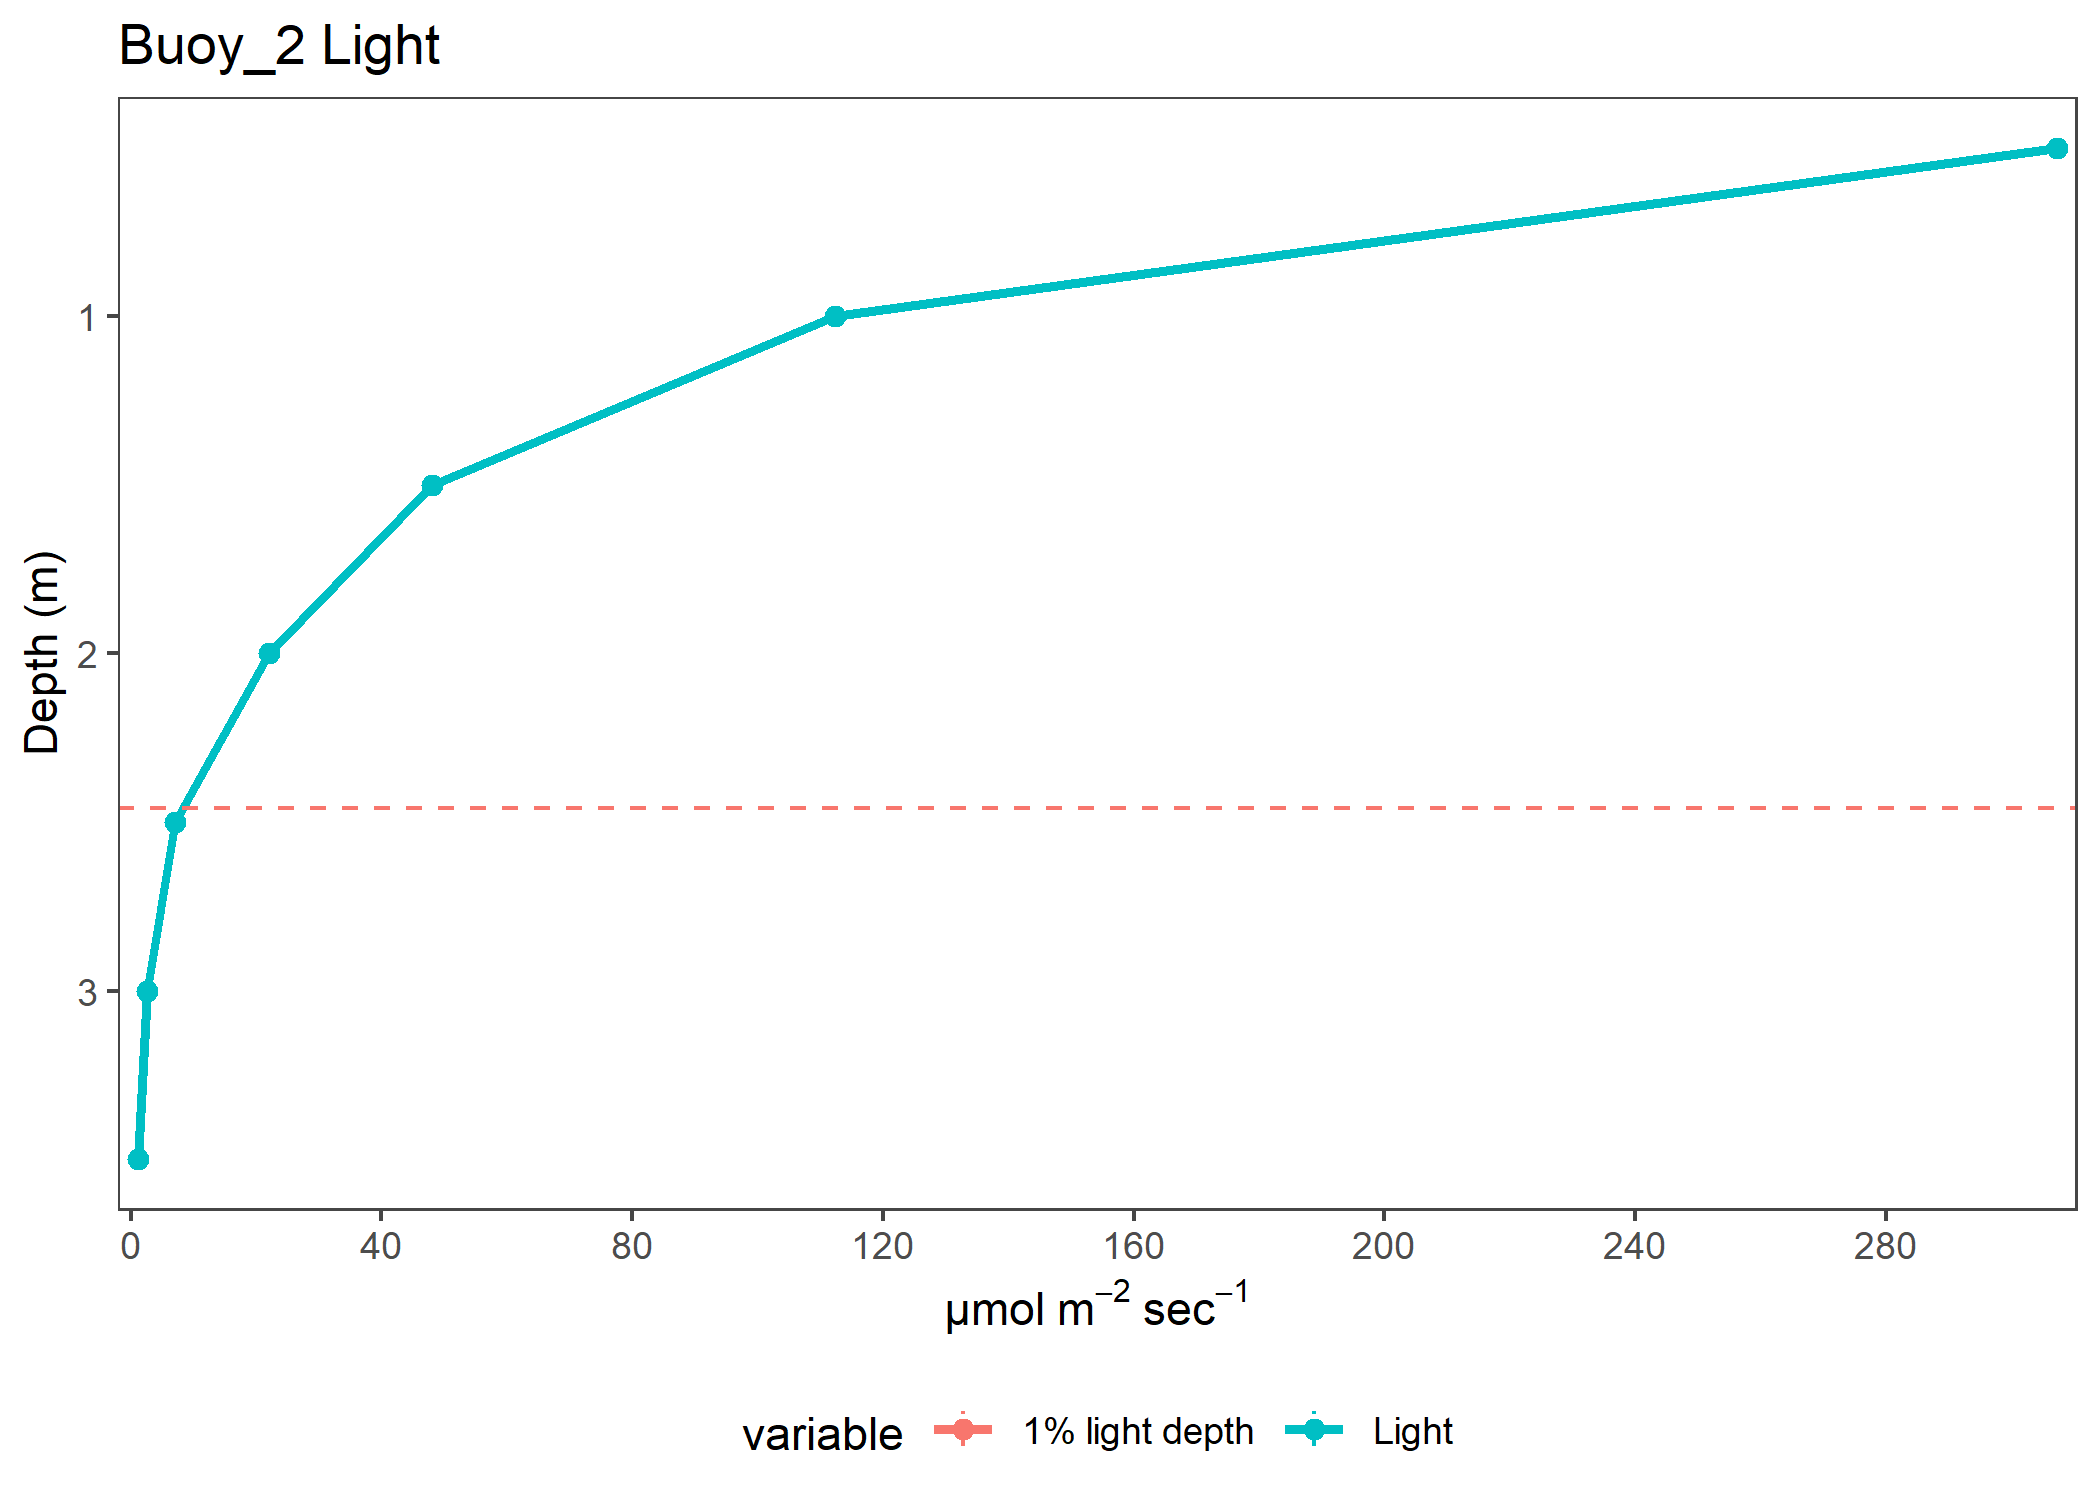 Buoy_2 Light
Depth (m)
1
2
3
0 40 80 120 160 200 240 280
µmol m⁻² sec⁻¹
variable 1% light depth Light